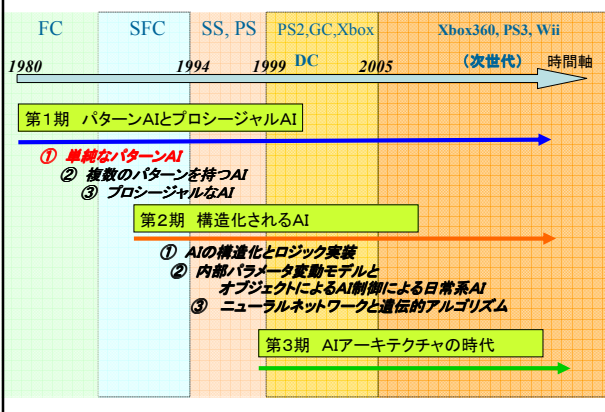 FC SFC SS, PS PS2,GC,Xbox Xbox360, PS3, Wii
1980 1994 1999 DC 2005 (次世代) 時間軸
第1期 パターンAIとプロシージャルAI
① 単純なパターンAI
② 複数のパターンを持つAI
③ プロシージャルなAI
第2期 構造化されるAI
① AIの構造化とロジック実装
② 内部パラメータ変動モデルと
オブジェクトによるAI制御による日常系AI
③ ニューラルネットワークと遺伝的アルゴリズム
第3期 AIアーキテクチャの時代